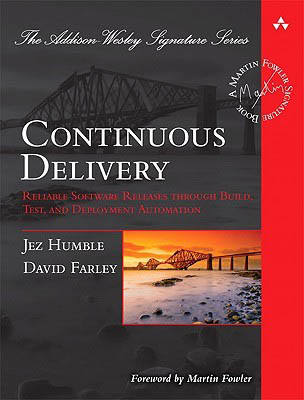 The Addison-Wesley Signature Series
A MARTIN FOWLER SIGNATURE BOOK
Martin
CONTINUOUS
DELIVERY
RELIABLE SOFTWARE RELEASES THROUGH BUILD,
TEST, AND DEPLOYMENT AUTOMATION
JEZ HUMBLE
DAVID FARLEY
Foreword by Martin Fowler